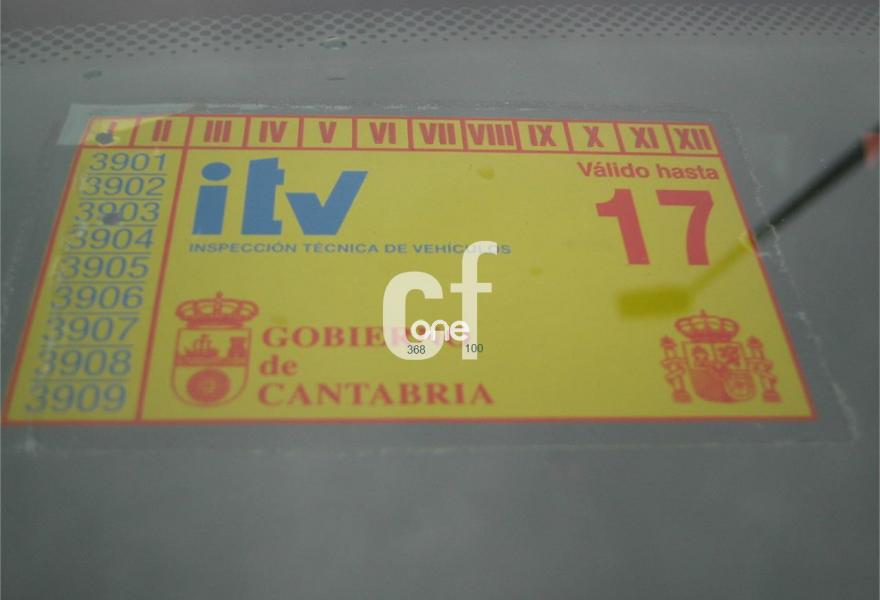 I II III IV V VI VII VIII IX X XI XII
3901
3902
3903
3904
3905
3906
3907
3908
3909
itv
INSPECCIÓN TÉCNICA DE VEHÍCULOS
Válido hasta
17
GOBIERNO
de
CANTABRIA
cf
one
368 100